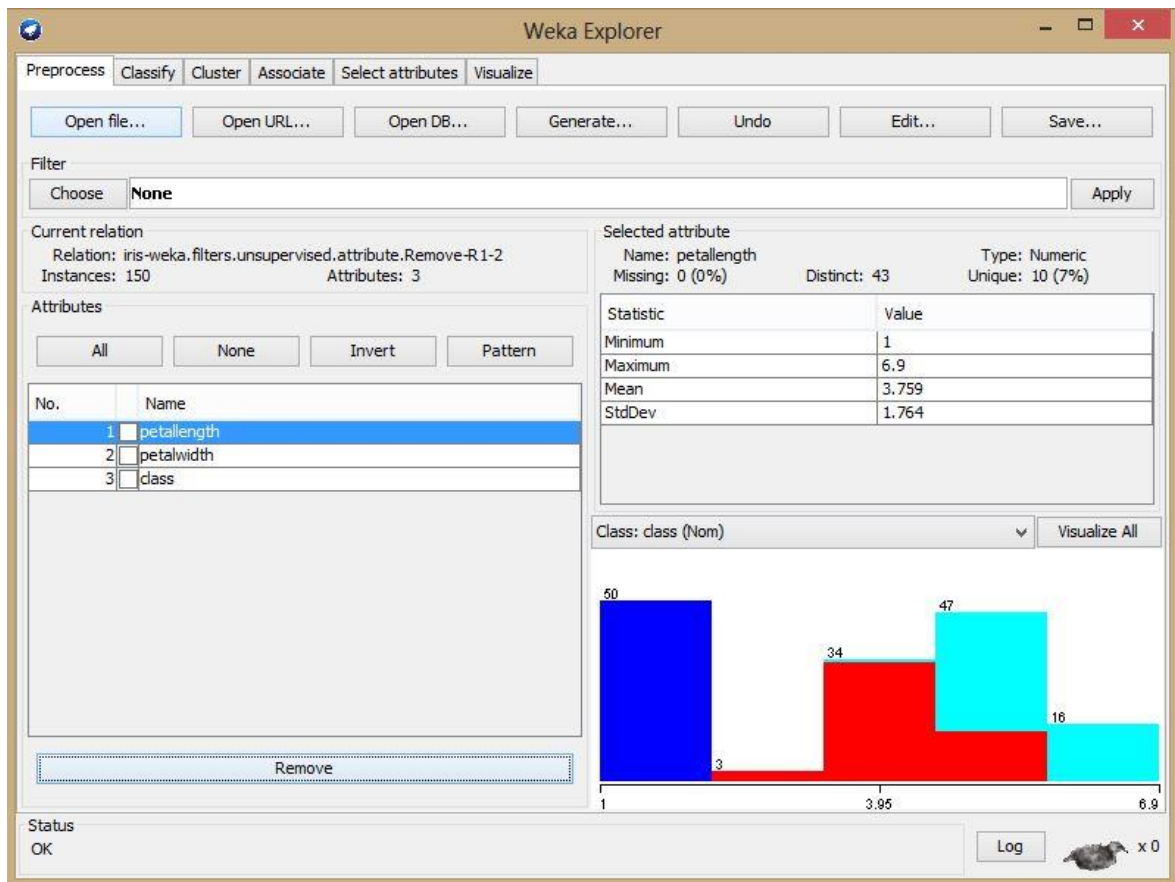 Weka Explorer
Preprocess Classify Cluster Associate Select attributes Visualize
Open file... Open URL... Open DB... Generate... Undo Edit... Save...
Filter
Choose None Apply
Current relation
Relation: iris-weka.filters.unsupervised.attribute.Remove-R1-2
Instances: 150 Attributes: 3
Attributes
All None Invert Pattern
No. Name
1 petallength
2 petalwidth
3 class
Remove
Selected attribute
Name: petallength Type: Numeric
Missing: 0 (0%) Distinct: 43 Unique: 10 (7%)
Statistic Value
Minimum 1
Maximum 6.9
Mean 3.759
StdDev 1.764
Class: class (Nom) Visualize All
50
47
34
16
3
1 3.95 6.9
Status
OK
Log x 0